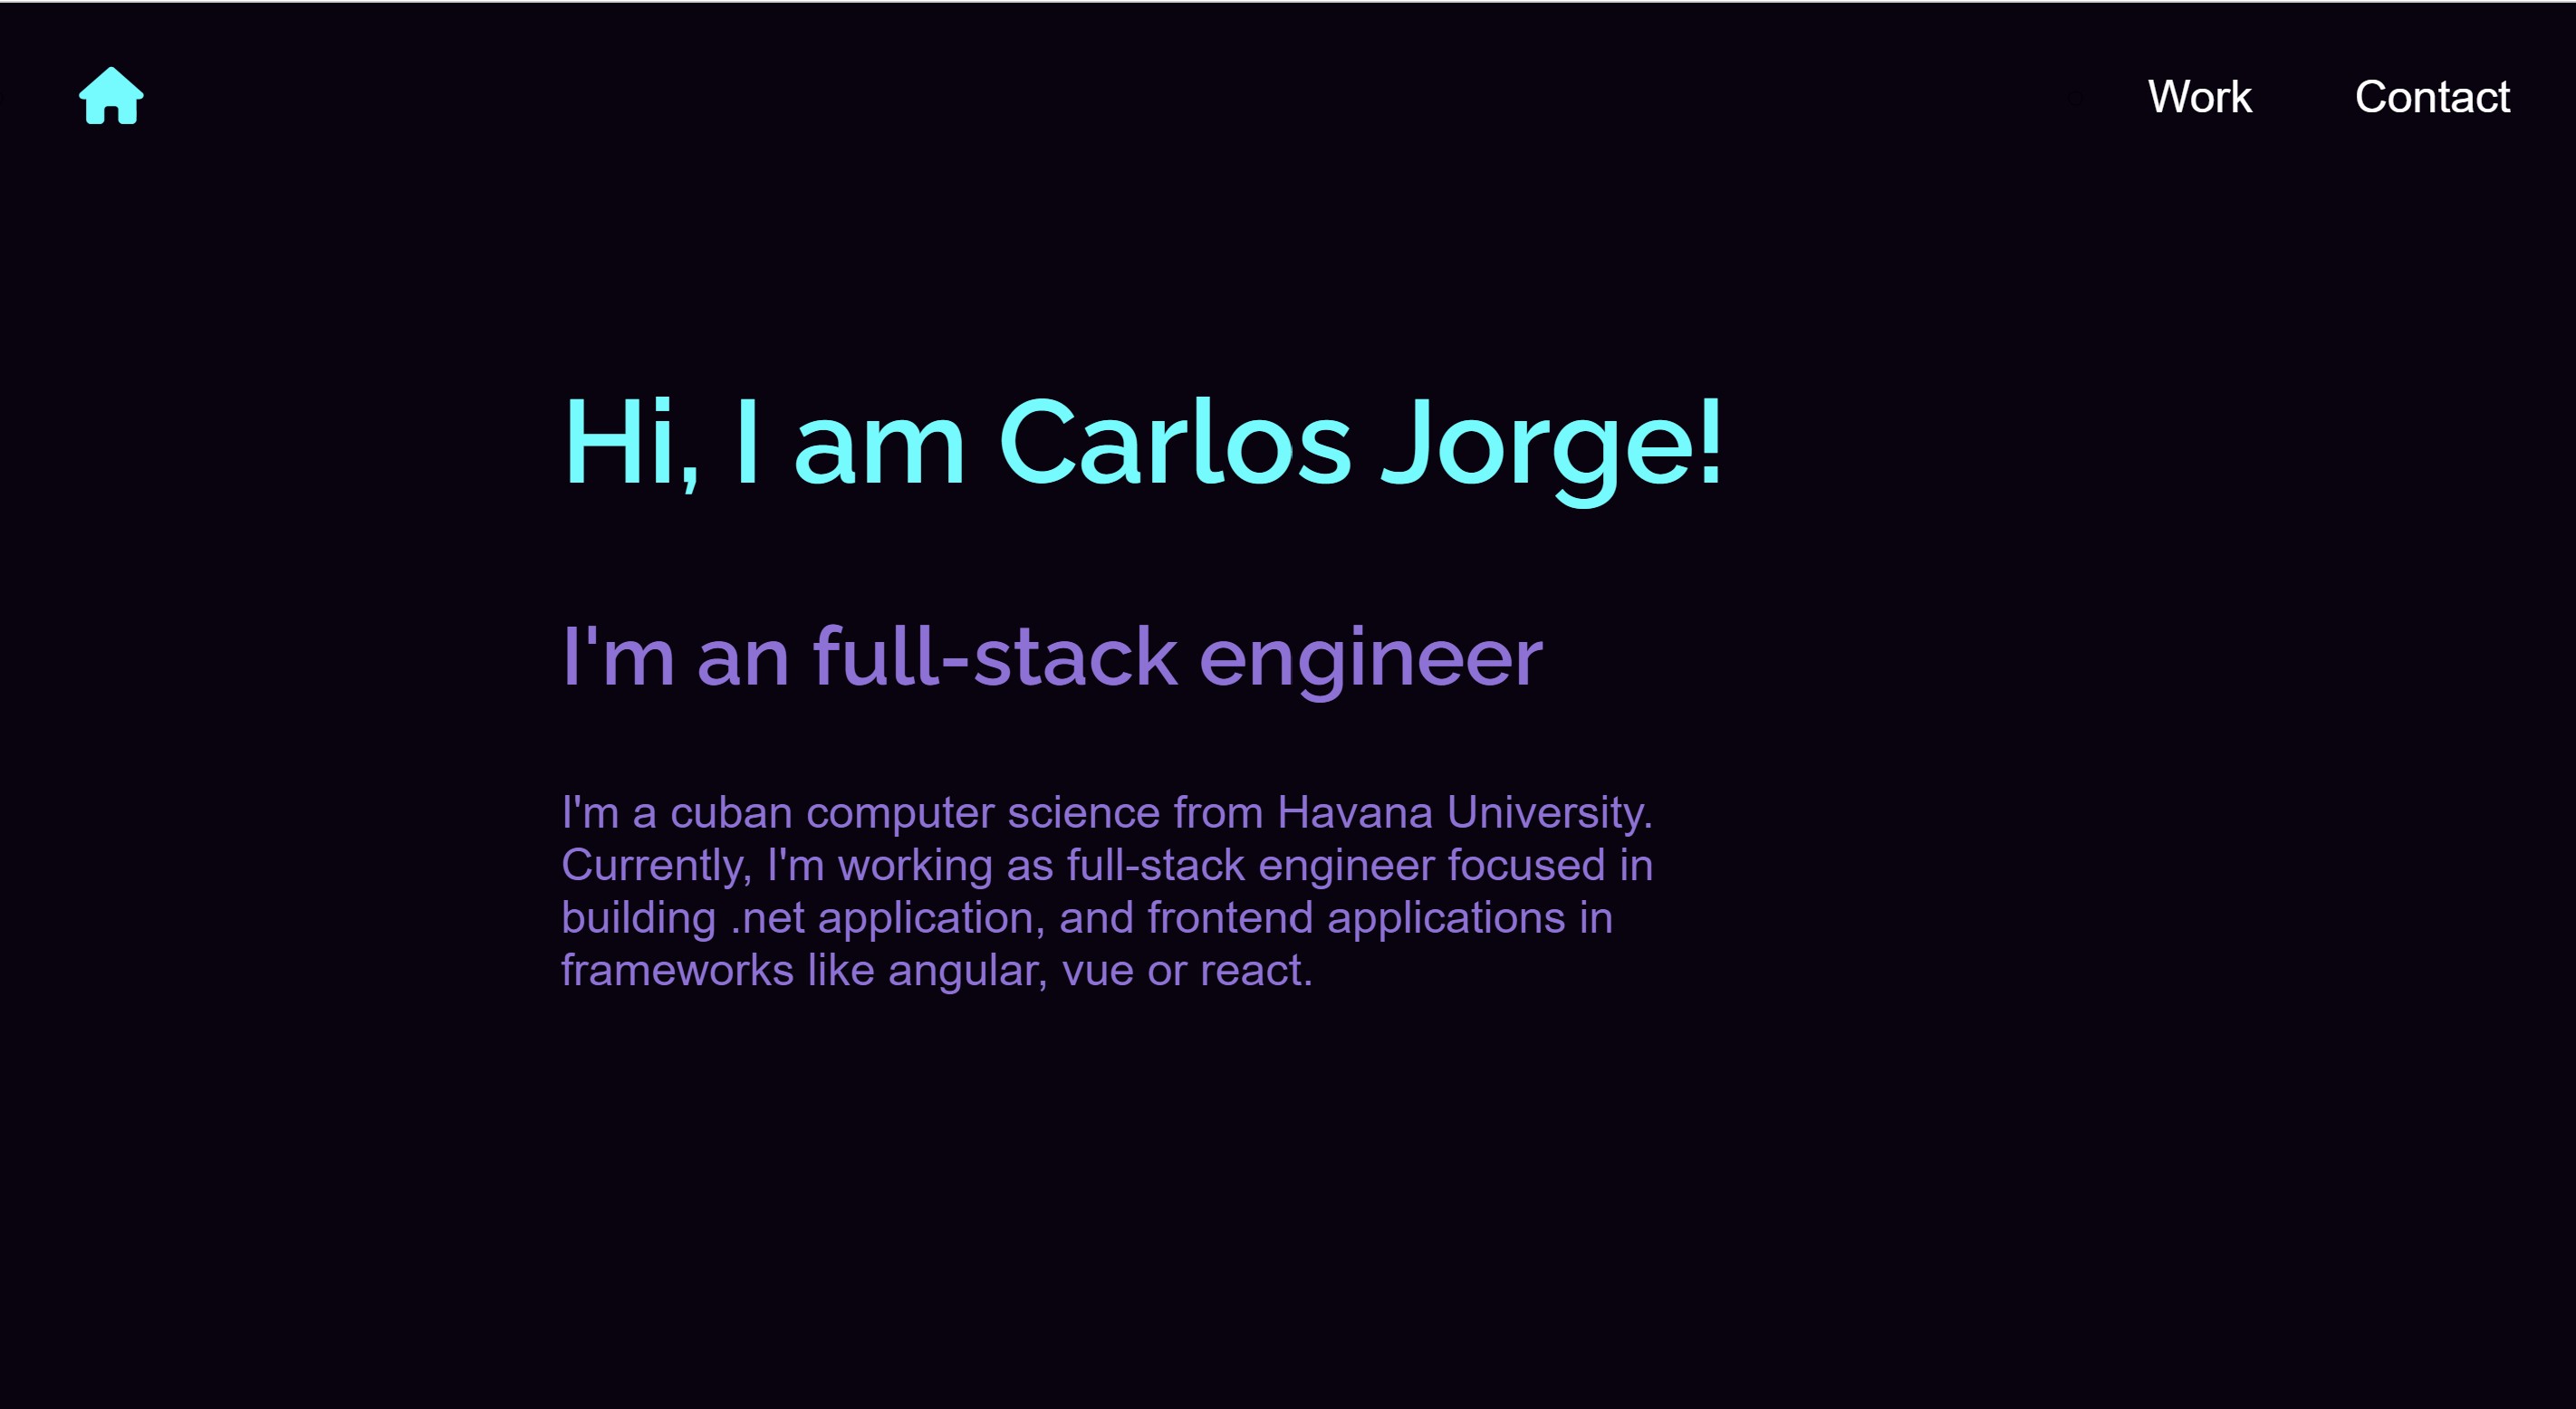 Work Contact
Hi, I am Carlos Jorge!
I'm an full-stack engineer
I'm a cuban computer science from Havana University.
Currently, I'm working as full-stack engineer focused in
building .net application, and frontend applications in
frameworks like angular, vue or react.